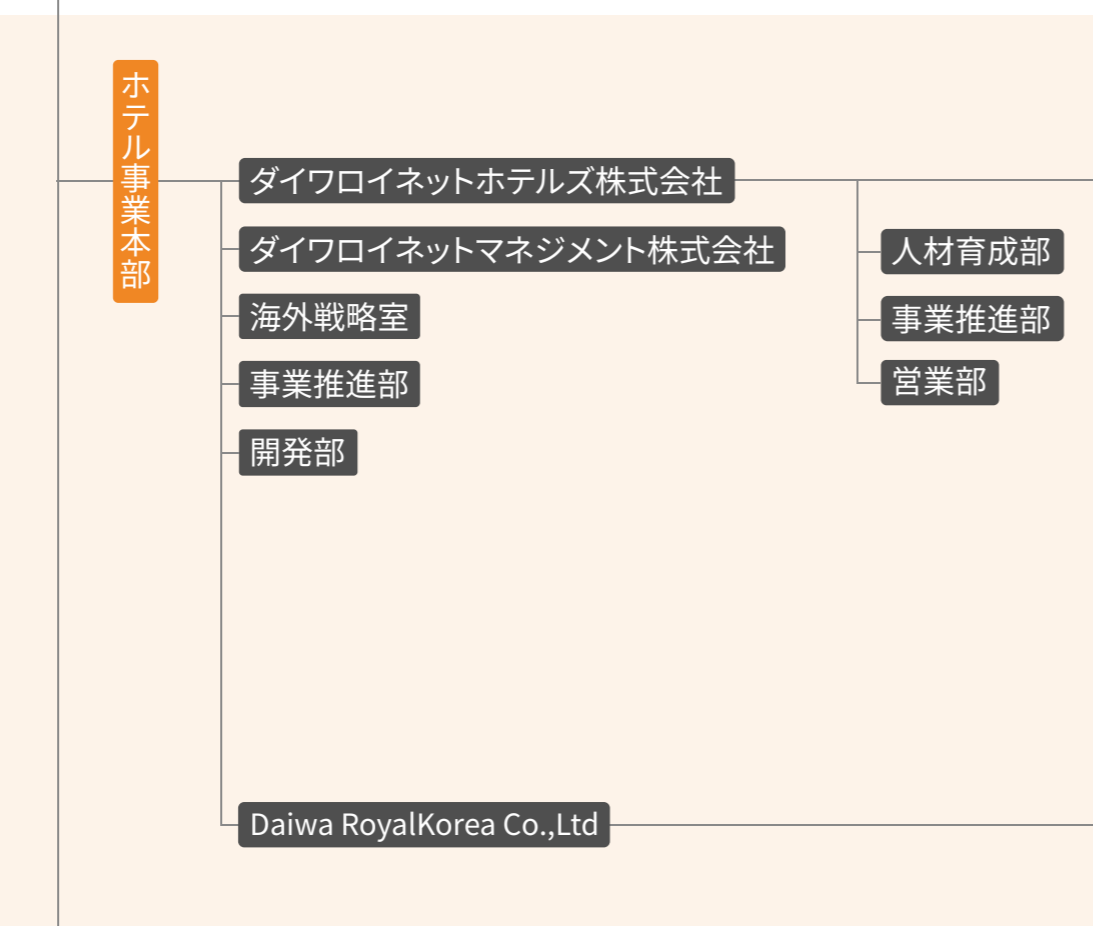 ホテル事業本部
ダイワロイネットホテルズ株式会社
ダイワロイネットマネジメント株式会社
海外戦略室
事業推進部
開発部
Daiwa RoyalKorea Co.,Ltd
人材育成部
事業推進部
営業部